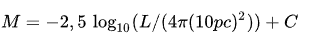 M = −2, 5 log₁₀(L/(4π(10pc)²)) + C